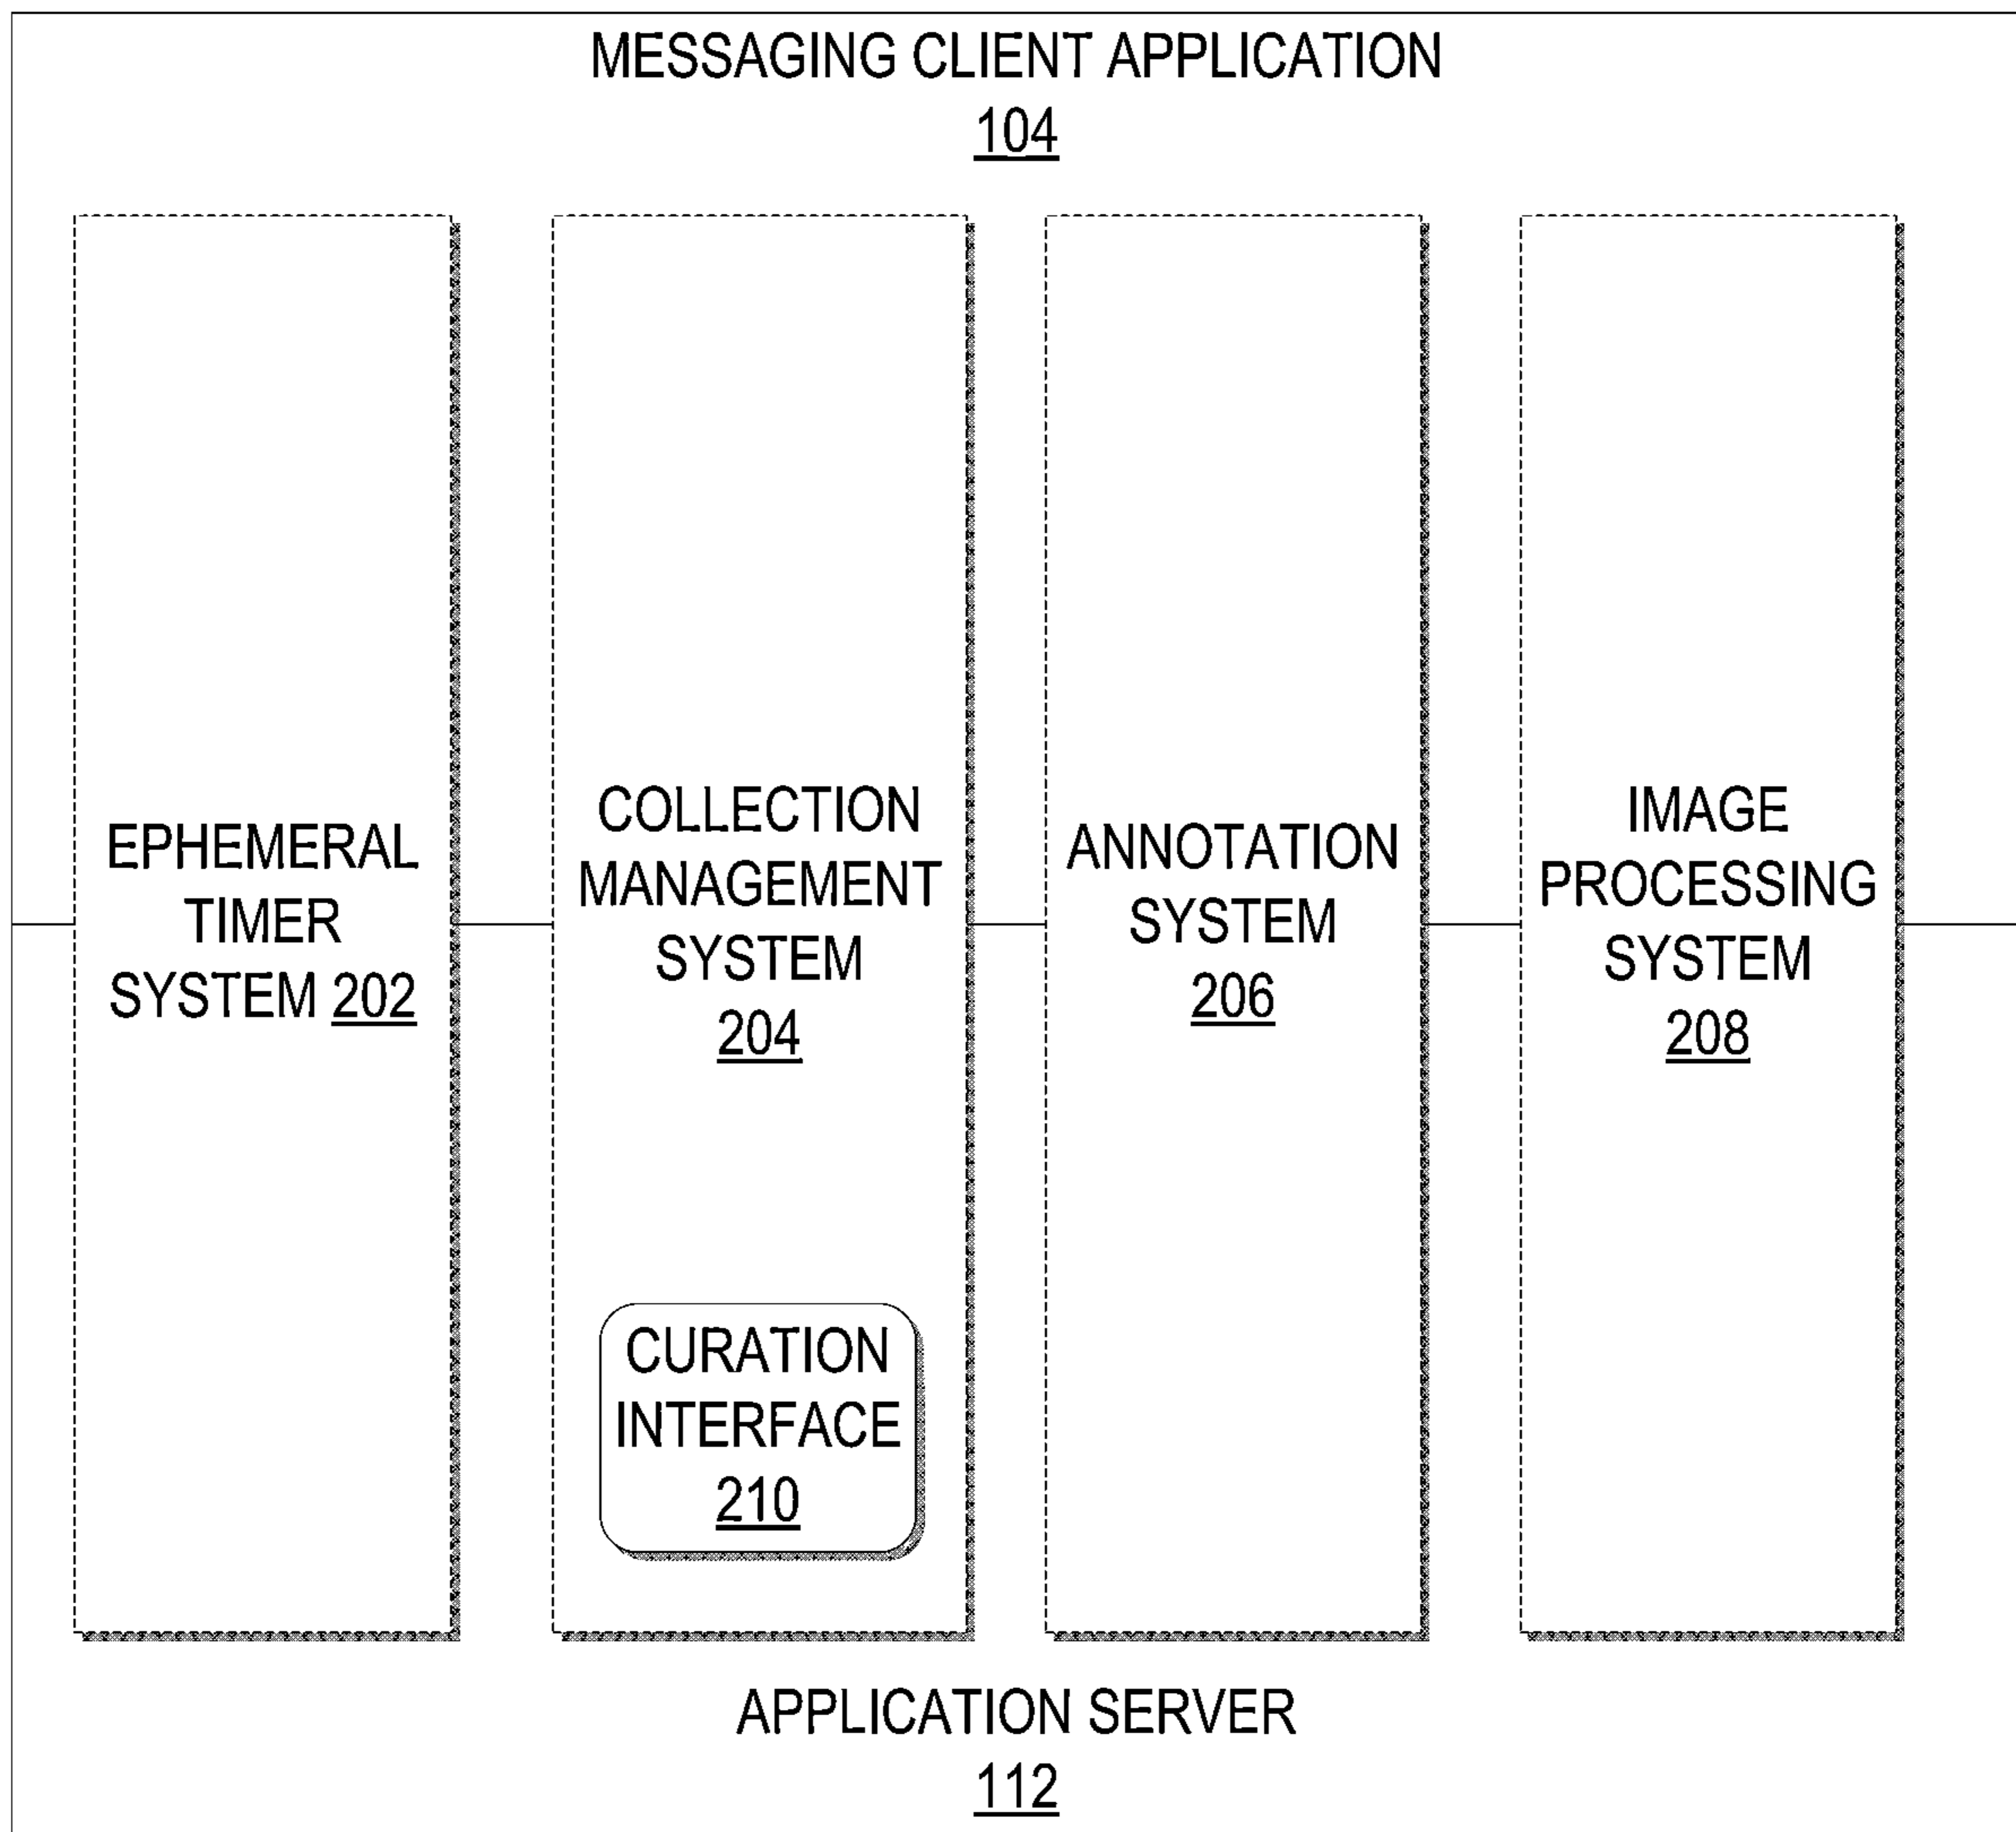 MESSAGING CLIENT APPLICATION
104
EPHEMERAL
TIMER
SYSTEM 202
COLLECTION
MANAGEMENT
SYSTEM
204
CURATION
INTERFACE
210
ANNOTATION
SYSTEM
206
IMAGE
PROCESSING
SYSTEM
208
APPLICATION SERVER
112